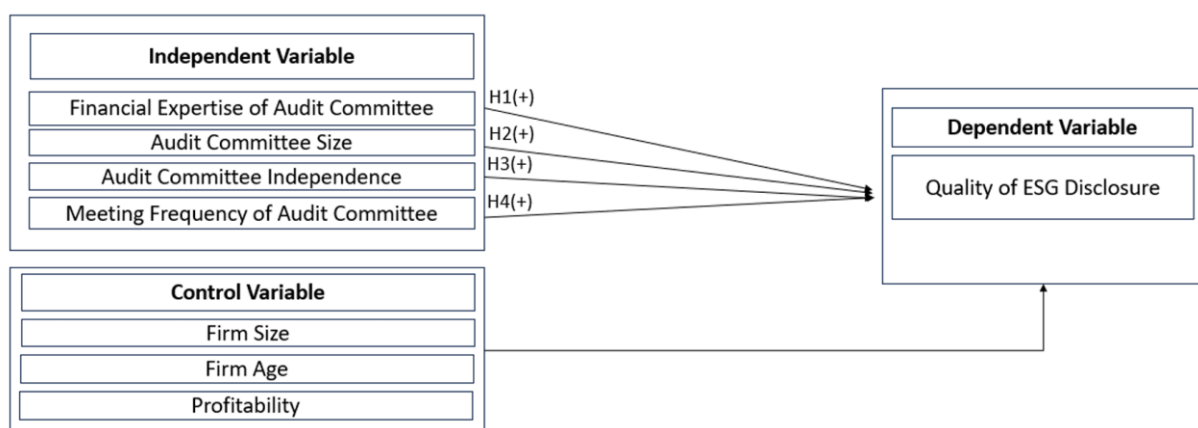 Independent Variable
Financial Expertise of Audit Committee
Audit Committee Size
Audit Committee Independence
Meeting Frequency of Audit Committee
H1(+)
H2(+)
H3(+)
H4(+)
Dependent Variable
Quality of ESG Disclosure
Control Variable
Firm Size
Firm Age
Profitability